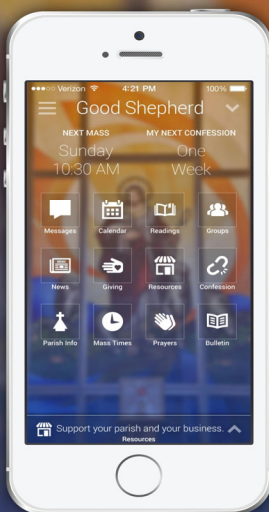 ●●●○○ Verizon 4:21 PM 100%
Good Shepherd
NEXT MASS MY NEXT CONFESSION
Sunday One
10:30 AM Week
Messages Calendar Readings Groups
News Giving Resources Confession
Parish Info Mass Times Prayers Bulletin
Support your parish and your business.
Resources